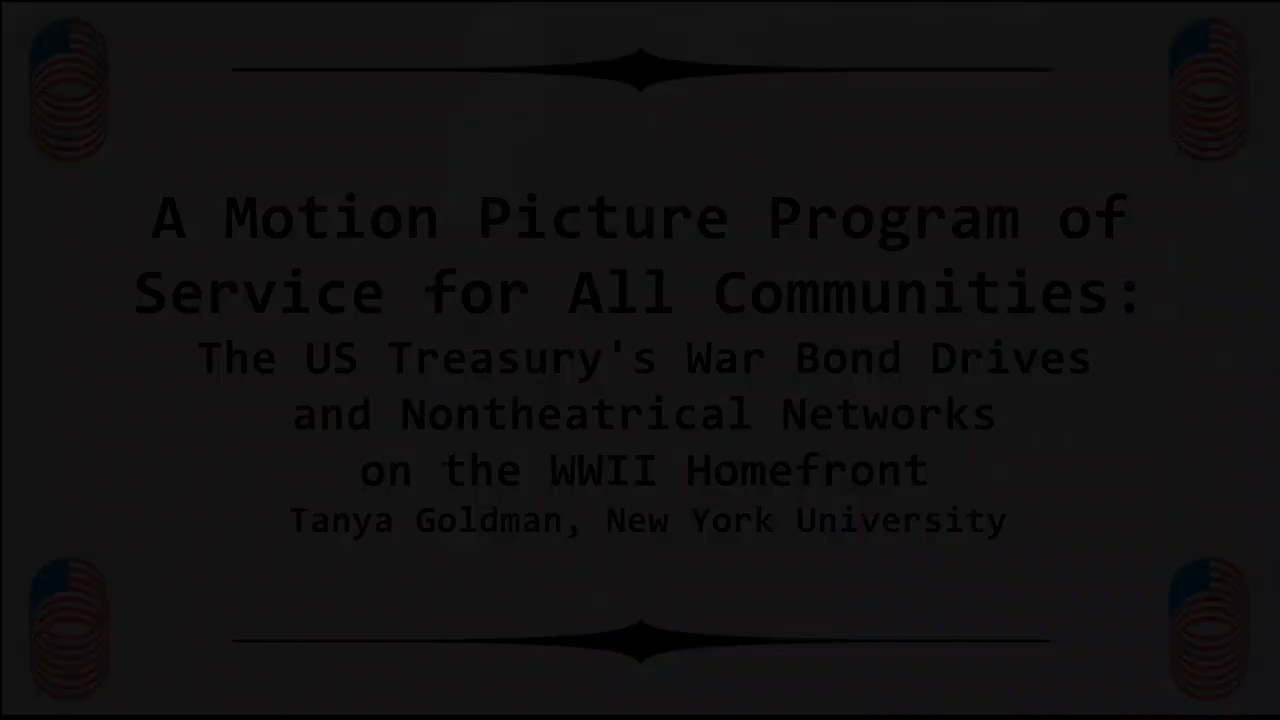 A Motion Picture Program of
Service for All Communities:
The US Treasury's War Bond Drives
and Nontheatrical Networks
on the WWII Homefront
Tanya Goldman, New York University